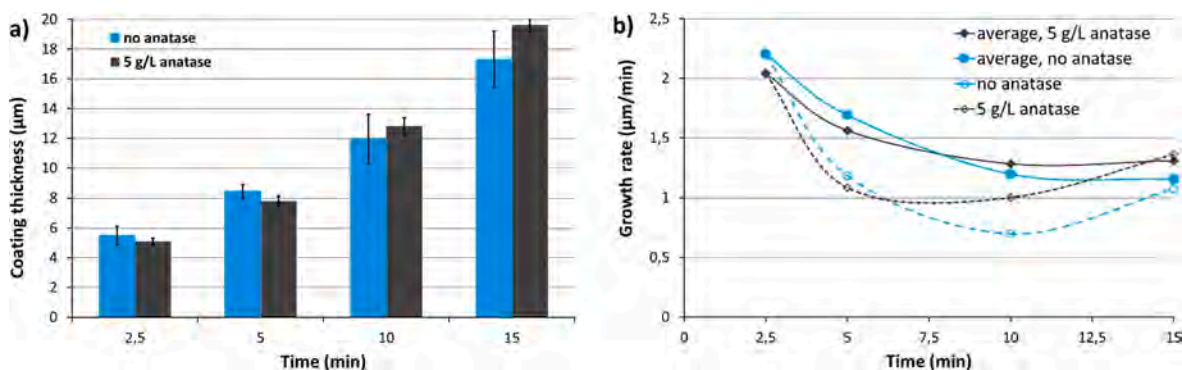 a)
no anatase
5 g/L anatase
Coating thickness (µm)
20
18
16
14
12
10
8
6
4
2
0
2,5
5
10
15
Time (min)
b)
average, 5 g/L anatase
average, no anatase
no anatase
5 g/L anatase
Growth rate (µm/min)
2,5
2
1,5
1
0,5
0
0
2,5
5
7,5
10
12,5
15
Time (min)